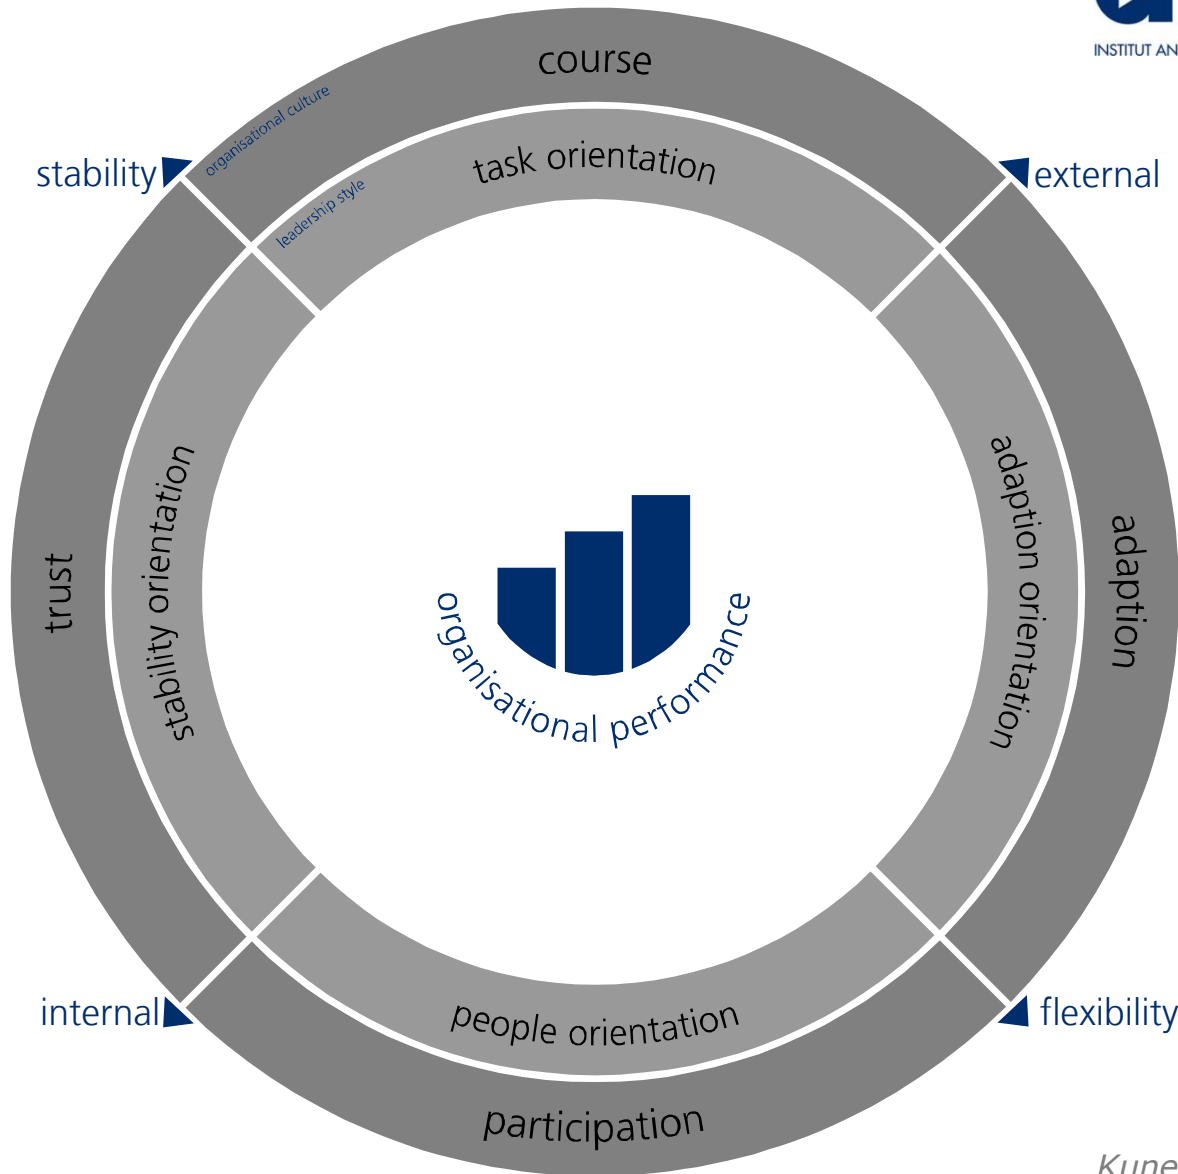 INSTITUT AN
course
organisational culture
task orientation
stability
external
leadership style
stability orientation
adaption orientation
trust
adaption
organisational performance
internal
flexibility
people orientation
participation
Kune